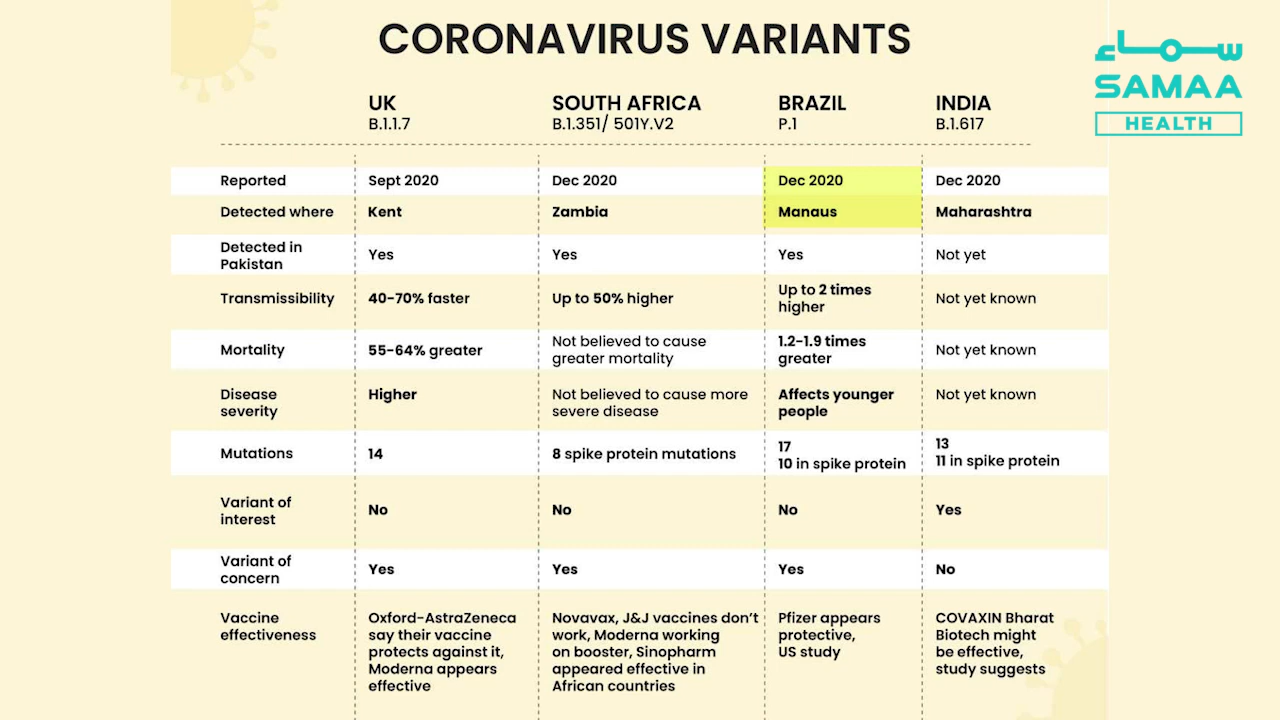 CORONAVIRUS VARIANTS
سماء
SAMAA
HEALTH
UK
B.1.1.7
SOUTH AFRICA
B.1.351/ 501Y.V2
BRAZIL
P.1
INDIA
B.1.617
Reported
Sept 2020
Dec 2020
Dec 2020
Dec 2020
Detected where
Kent
Zambia
Manaus
Maharashtra
Detected in
Pakistan
Yes
Yes
Yes
Not yet
Transmissibility
40-70% faster
Up to 50% higher
Up to 2 times
higher
Not yet known
Mortality
55-64% greater
Not believed to cause
greater mortality
1.2-1.9 times
greater
Not yet known
Disease
severity
Higher
Not believed to cause more
severe disease
Affects younger
people
Not yet known
Mutations
14
8 spike protein mutations
17
10 in spike protein
13
11 in spike protein
Variant of
interest
No
No
No
Yes
Variant of
concern
Yes
Yes
Yes
No
Vaccine
effectiveness
Oxford-AstraZeneca
say their vaccine
protects against it,
Moderna appears
effective
Novavax, J&J vaccines don't
work, Moderna working
on booster, Sinopharm
appeared effective in
African countries
Pfizer appears
protective,
US study
COVAXIN Bharat
Biotech might
be effective,
study suggests